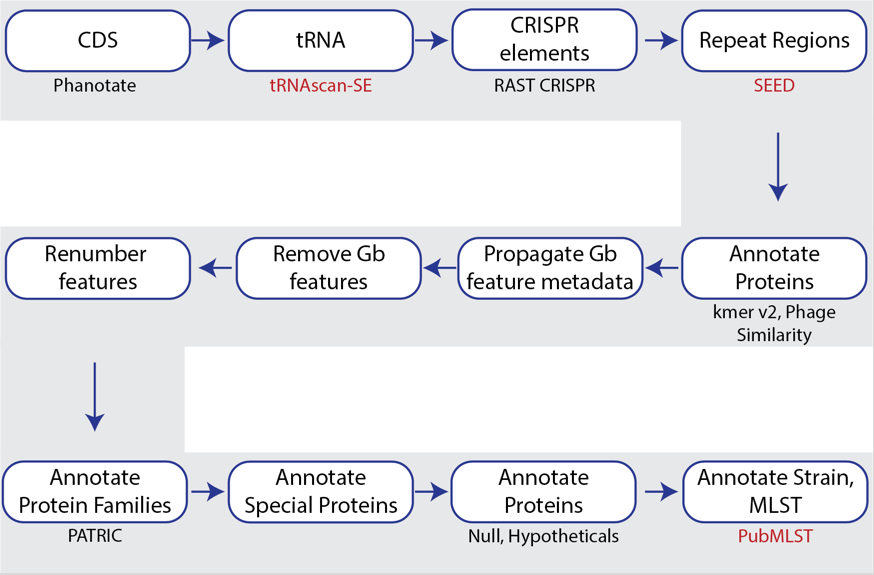 CDS
Phanotate
tRNA
tRNAscan-SE
CRISPR
elements
RAST CRISPR
Repeat Regions
SEED
Annotate
Proteins
kmer v2, Phage
Similarity
Propagate Gb
feature metadata
Remove Gb
features
Renumber
features
Annotate
Protein Families
PATRIC
Annotate
Special Proteins
Annotate
Proteins
Null, Hypotheticals
Annotate Strain,
MLST
PubMLST